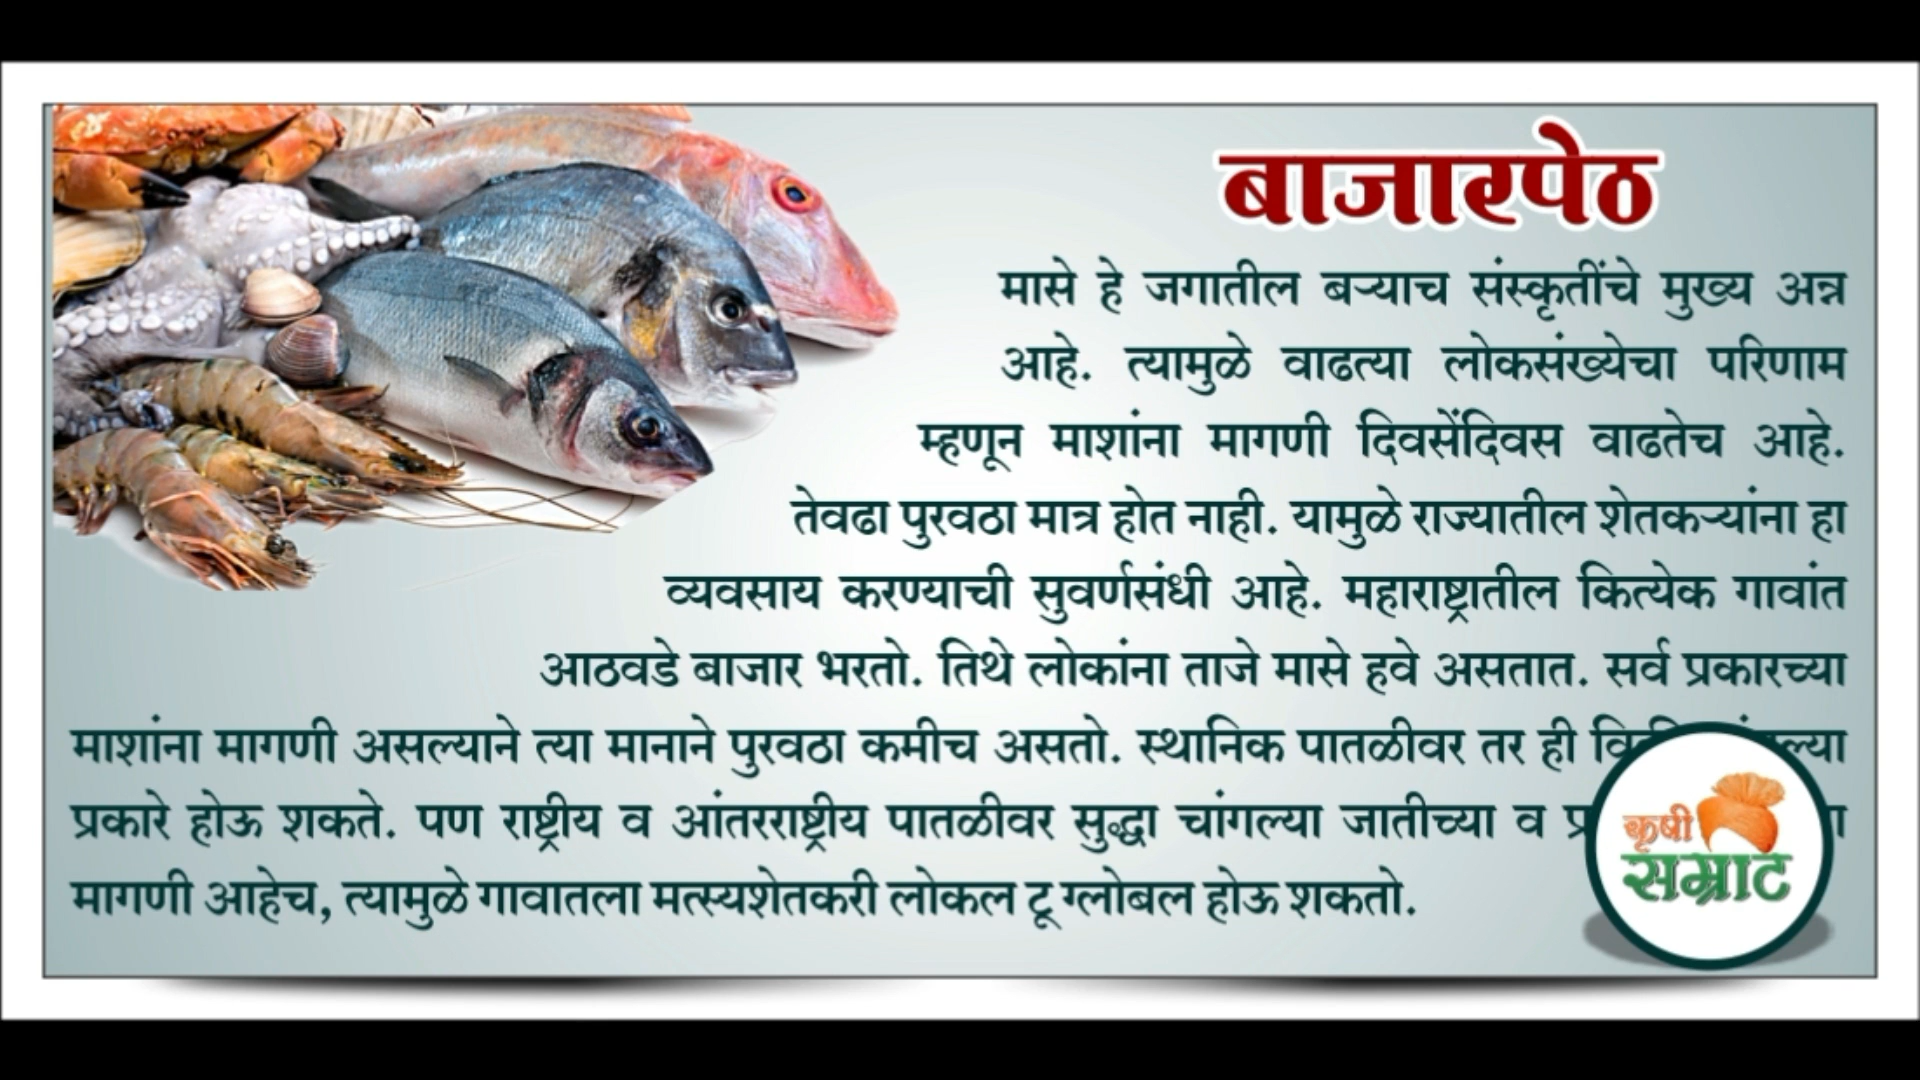 बाजारपेठ
मासे हे जगातील बऱ्याच संस्कृतींचे मुख्य अन्न
आहे. त्यामुळे वाढत्या लोकसंख्येचा परिणाम
म्हणून माशांना मागणी दिवसेंदिवस वाढतेच आहे.
तेवढा पुरवठा मात्र होत नाही. यामुळे राज्यातील शेतकऱ्यांना हा
व्यवसाय करण्याची सुवर्णसंधी आहे. महाराष्ट्रातील कित्येक गावांत
आठवडे बाजार भरतो. तिथे लोकांना ताजे मासे हवे असतात. सर्व प्रकारच्या
माशांना मागणी असल्याने त्या मानाने पुरवठा कमीच असतो. स्थानिक पातळीवर तर ही
प्रकारे होऊ शकते. पण राष्ट्रीय व आंतरराष्ट्रीय पातळीवर सुद्धा चांगल्या जातीच्या व
मागणी आहेच, त्यामुळे गावातला मत्स्यशेतकरी लोकल टू ग्लोबल होऊ शकतो.
कृषी
सम्राट